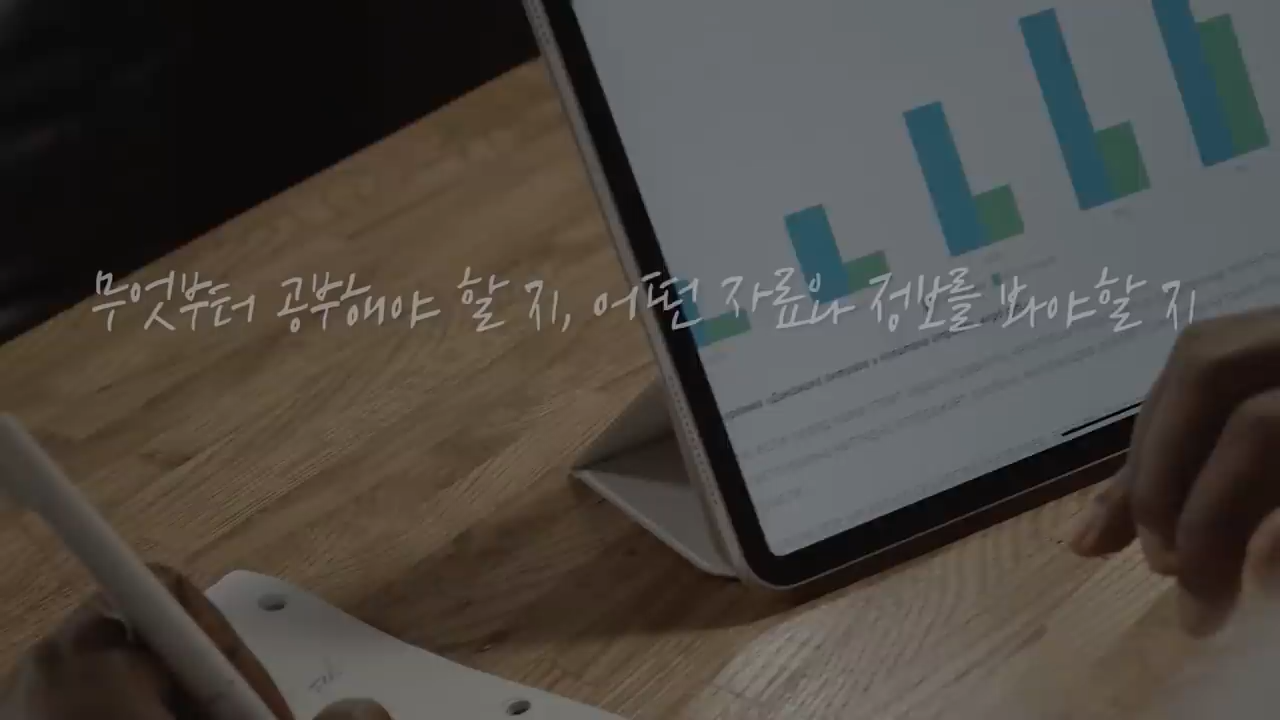 무엇부터 공부해야 할 지, 어떤 자료와 정보를 봐야할 지